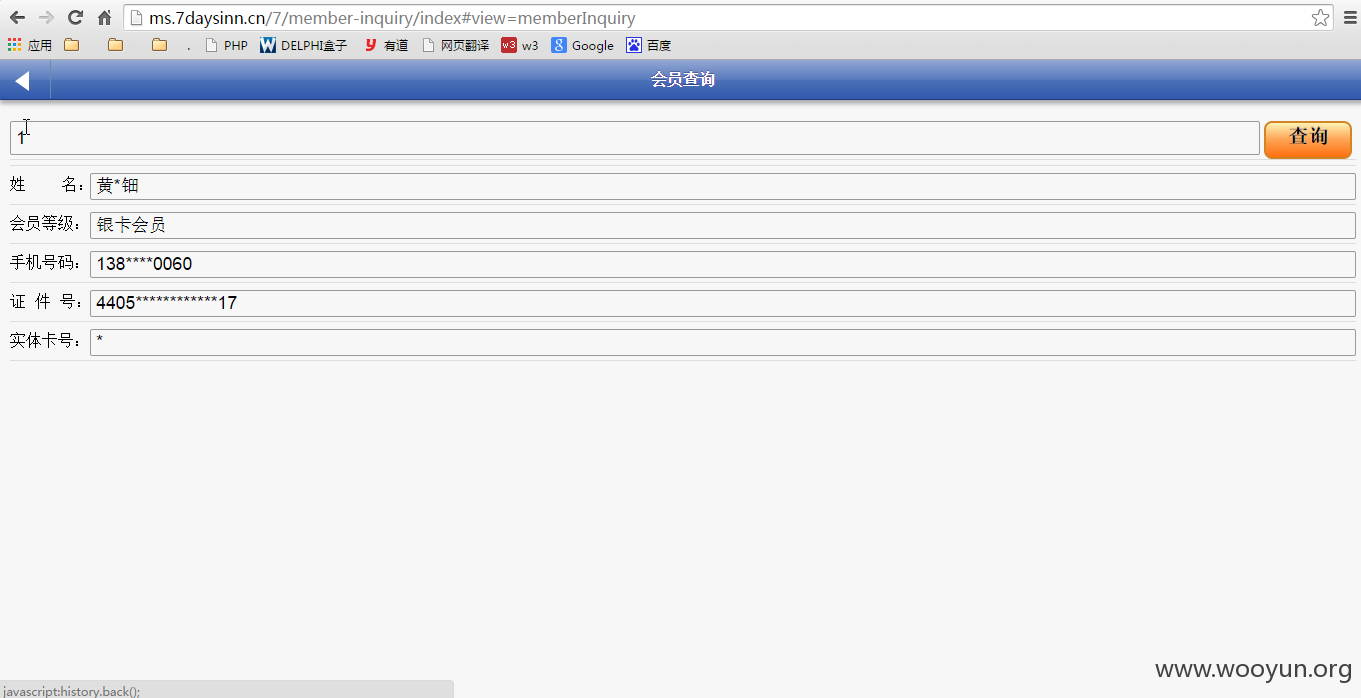 ms.7daysinn.cn/7/member-inquiry/index#view=memberInquiry
应用 . PHP W DELPHI盒子 y 有道 网页翻译 w3 w3 8 Google 百度
会员查询
1 查询
姓 名： 黄*钿
会员等级： 银卡会员
手机号码： 138****0060
证 件 号： 4405************17
实体卡号： *
www.wooyun.org
javascript:history.back();